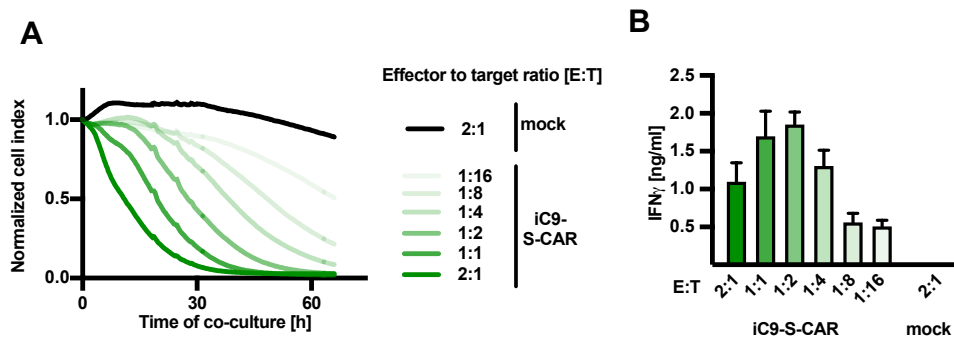 A
Normalized cell index
1.0
0.5
0.0
0
30
60
Time of co-culture [h]
Effector to target ratio [E:T]
2:1
mock
1:16
1:8
1:4
1:2
1:1
2:1
iC9-
S-CAR
B
IFNγ [ng/ml]
2.5
2.0
1.5
1.0
0.5
E:T
2:1
1:1
1:2
1:4
1:8
1:16
2:1
iC9-S-CAR
mock